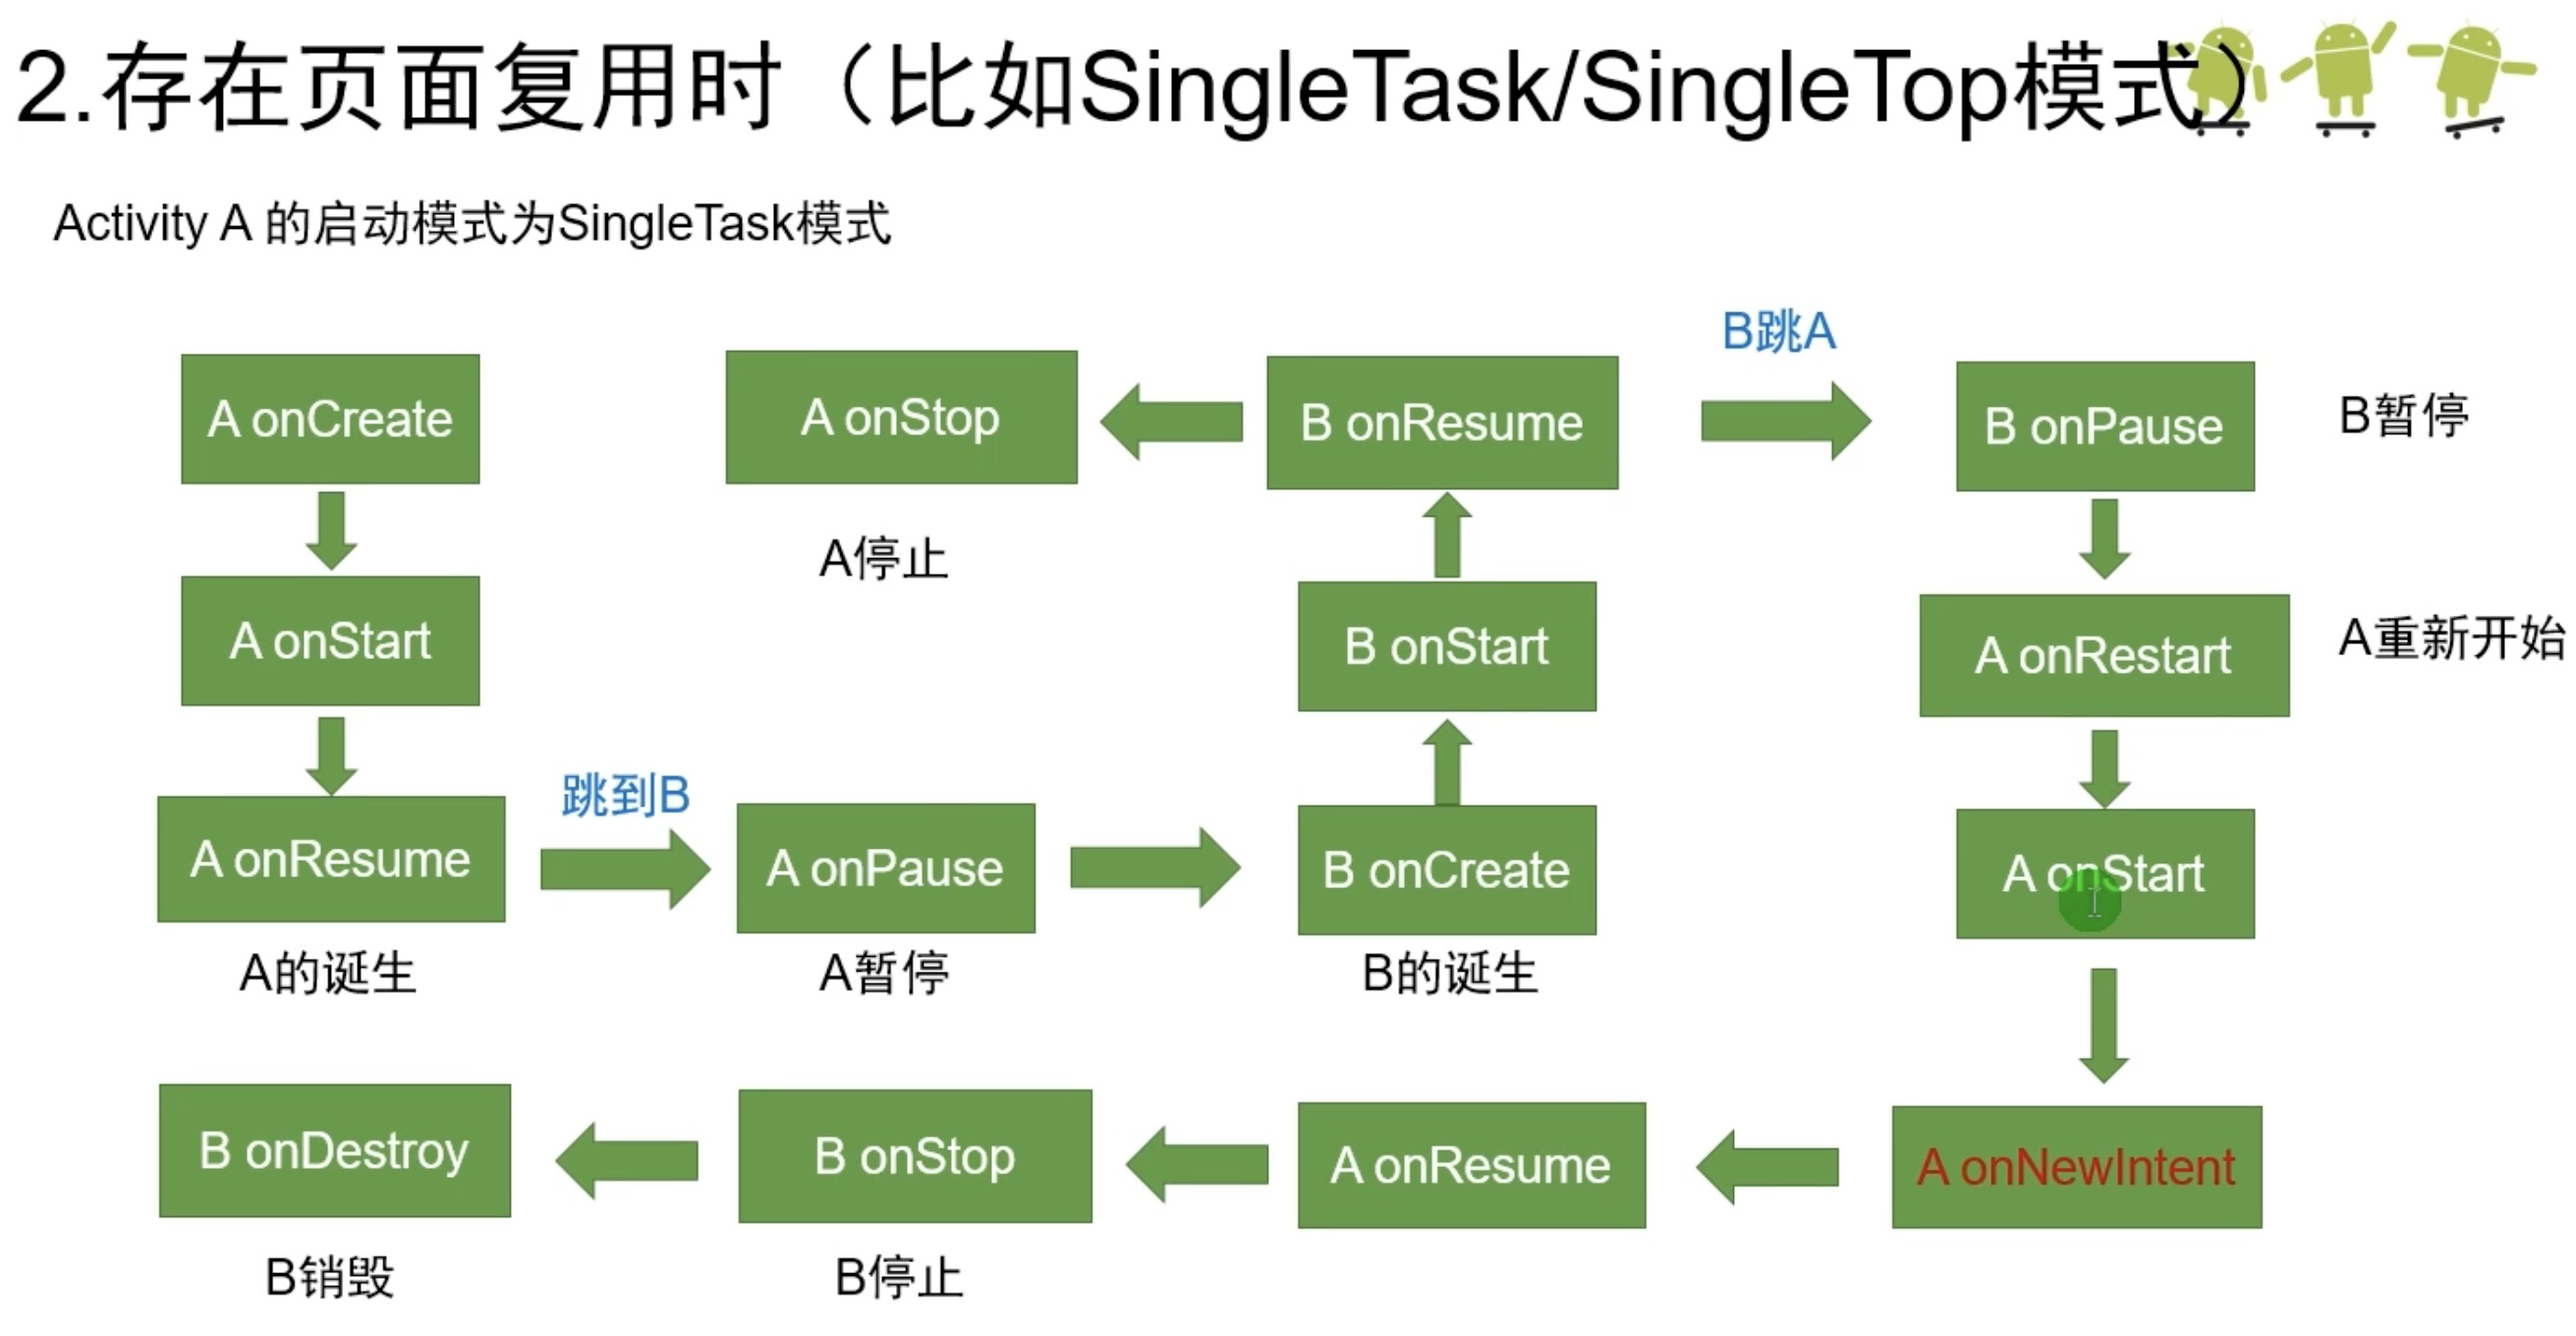 2.存在页面复用时（比如SingleTask/SingleTop模式）
Activity A 的启动模式为SingleTask模式
A onCreate
A onStart
A onResume
A的诞生
跳到B
A onPause
A暂停
B onCreate
B的诞生
B onStart
B onResume
A onStop
A停止
B跳A
B onPause
B暂停
A onRestart
A重新开始
A onStart
A onNewIntent
A onResume
B onStop
B停止
B onDestroy
B销毁